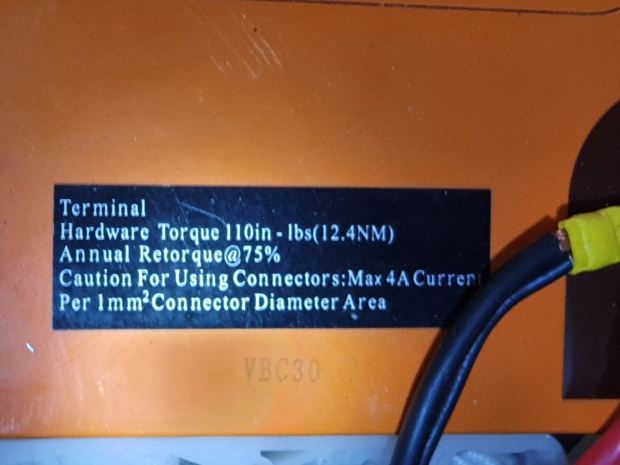 Terminal
Hardware Torque 110in-lbs(12.4NM)
Annual Retorque@75%
Caution For Using Connectors:Max 4A Current
Per 1mm²Connector Diameter Area
VBC30